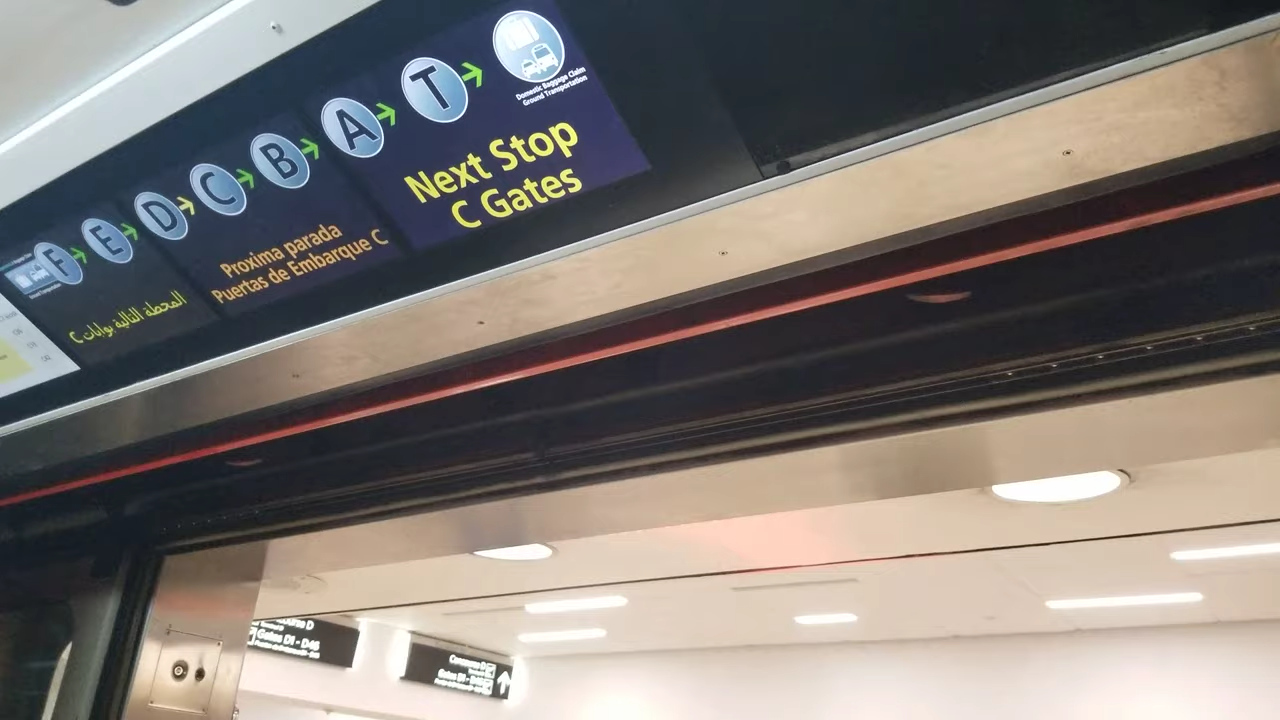 F E D C B A T
Domestic Baggage Claim
Ground Transportation
Next Stop
C Gates
Proxima parada
Puertas de Embarque C
المحطة التالية بوابات C
Gates D1 - D46
Concourse D